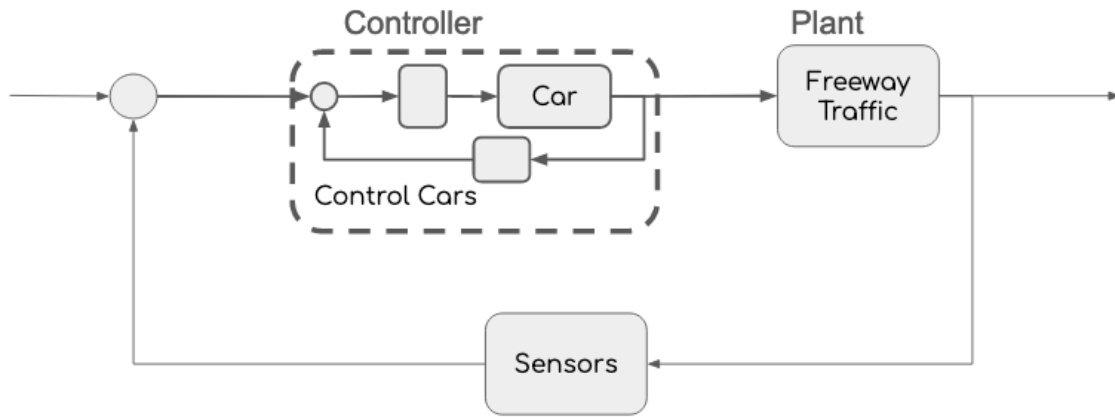 Controller
Plant
Car
Freeway
Traffic
Control Cars
Sensors